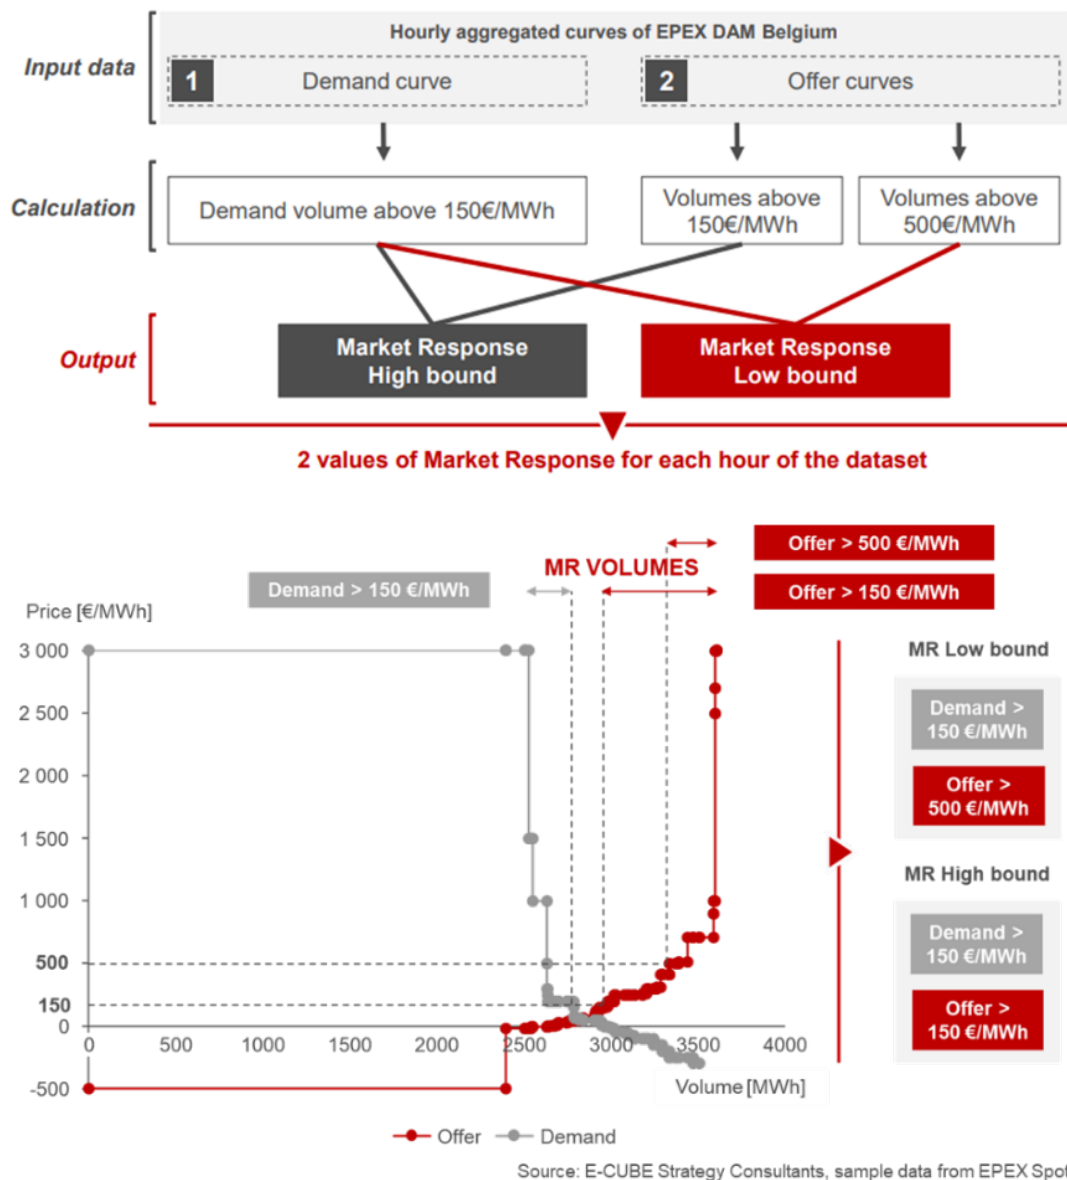 Hourly aggregated curves of EPEX DAM Belgium
Input data
1 Demand curve
2 Offer curves
Calculation
Demand volume above 150€/MWh
Volumes above
150€/MWh
Volumes above
500€/MWh
Output
Market Response
High bound
Market Response
Low bound
2 values of Market Response for each hour of the dataset
Offer > 500 €/MWh
MR VOLUMES
Demand > 150 €/MWh
Offer > 150 €/MWh
Price [€/MWh]
3 000
2 500
2 000
1 500
1 000
500
150
0
-500
0 500 1000 1500 2000 2500 3000 3500 4000
Volume [MWh]
Offer Demand
MR Low bound
Demand >
150 €/MWh
Offer >
500 €/MWh
MR High bound
Demand >
150 €/MWh
Offer >
150 €/MWh
Source: E-CUBE Strategy Consultants, sample data from EPEX Spot